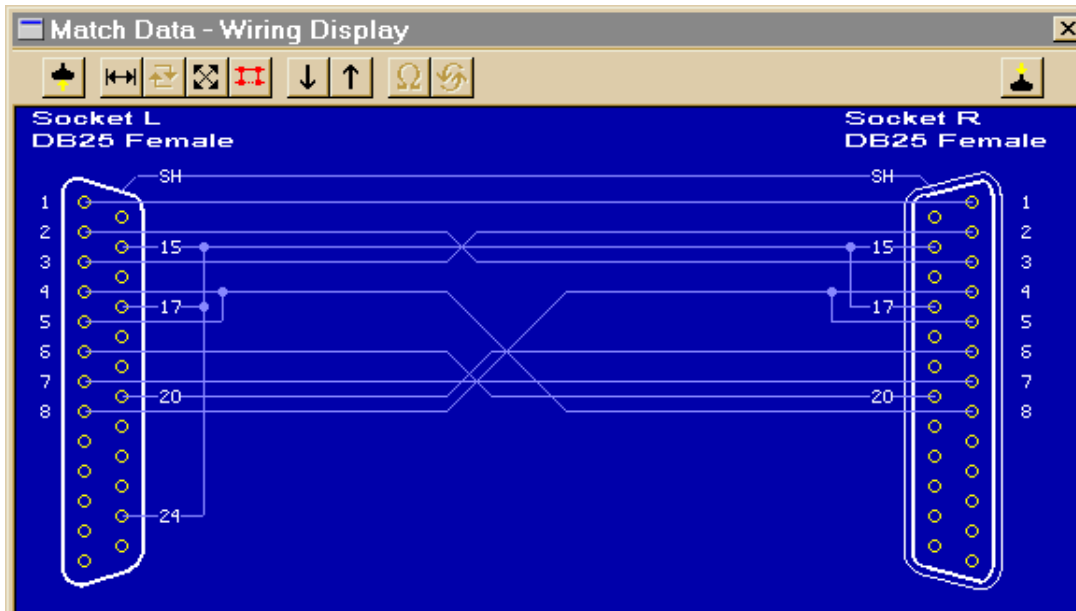 Match Data - Wiring Display
Ω
Socket L
DB25 Female
Socket R
DB25 Female
SH SH
1 1
2 2
15 15
3 3
4 4
17 17
5 5
6 6
7 7
20 20
8 8
24